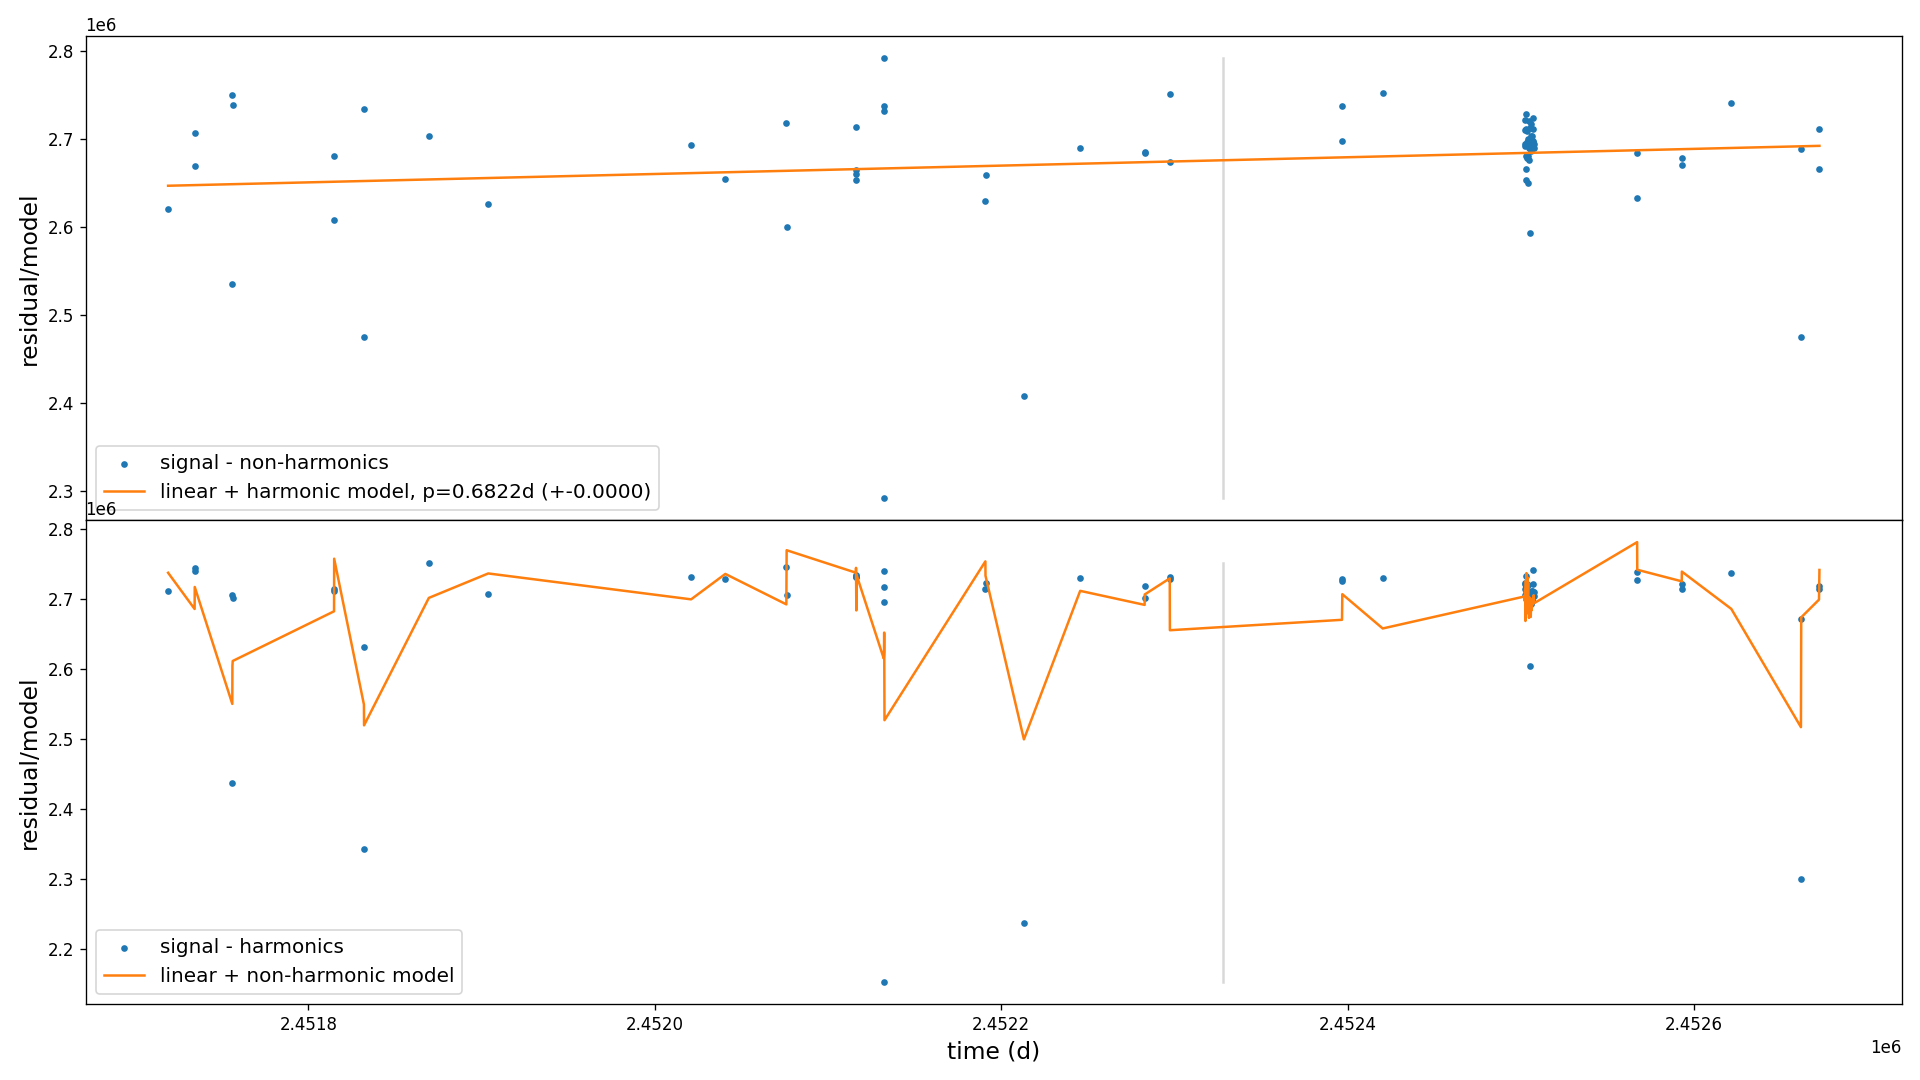 1e6
2.8
2.7
2.6
2.5
2.4
2.3
residual/model
signal - non-harmonics
linear + harmonic model, p=0.6822d (+-0.0000)
1e6
2.8
2.7
2.6
2.5
2.4
2.3
2.2
residual/model
signal - harmonics
linear + non-harmonic model
2.4518 2.4520 2.4522 2.4524 2.4526
time (d)
1e6